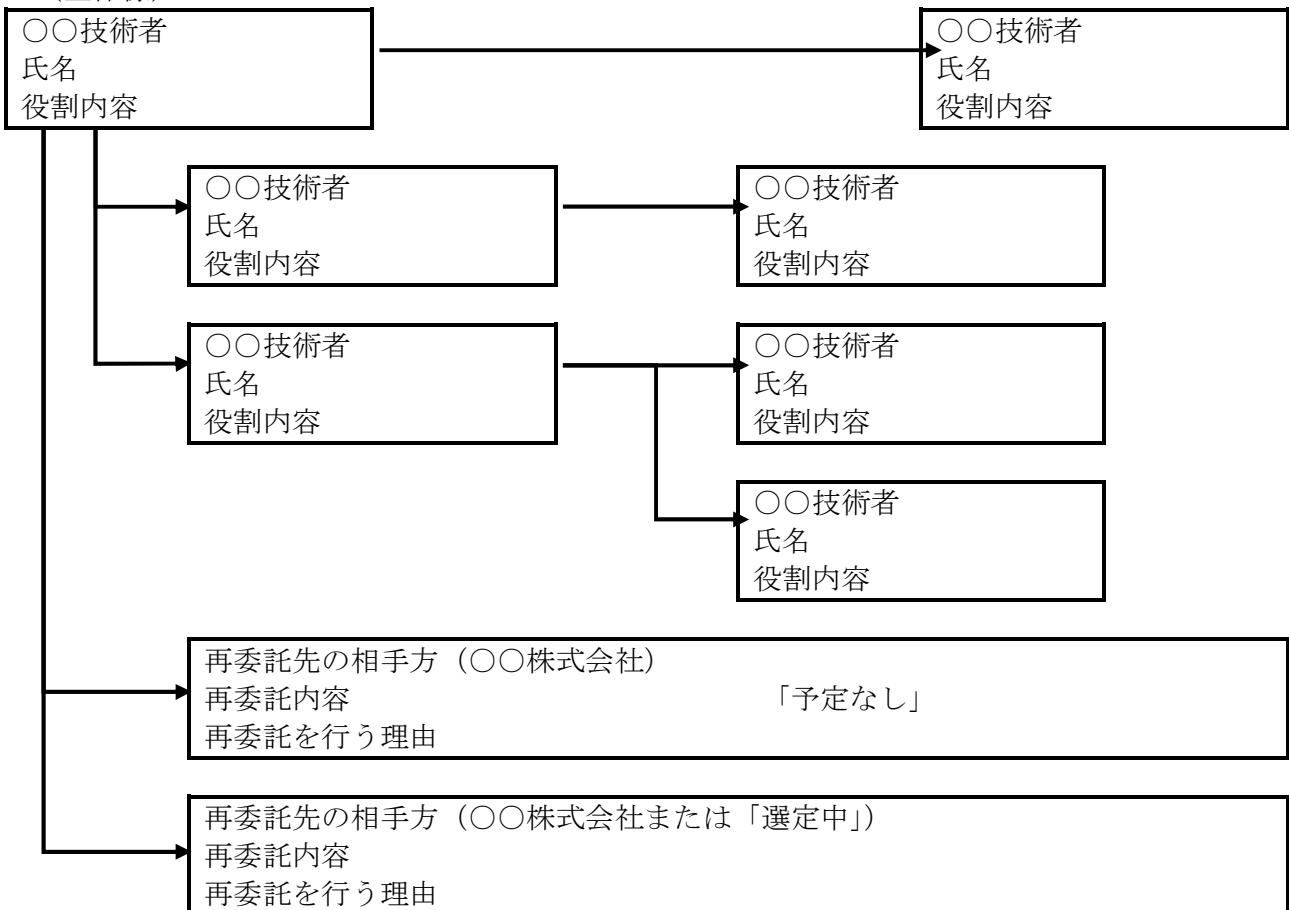 ○○技術者
氏名
役割内容
○○技術者
氏名
役割内容
○○技術者
氏名
役割内容
○○技術者
氏名
役割内容
○○技術者
氏名
役割内容
○○技術者
氏名
役割内容
○○技術者
氏名
役割内容
再委託先の相手方（○○株式会社）
再委託内容 「予定なし」
再委託を行う理由
再委託先の相手方（○○株式会社または「選定中」）
再委託内容
再委託を行う理由